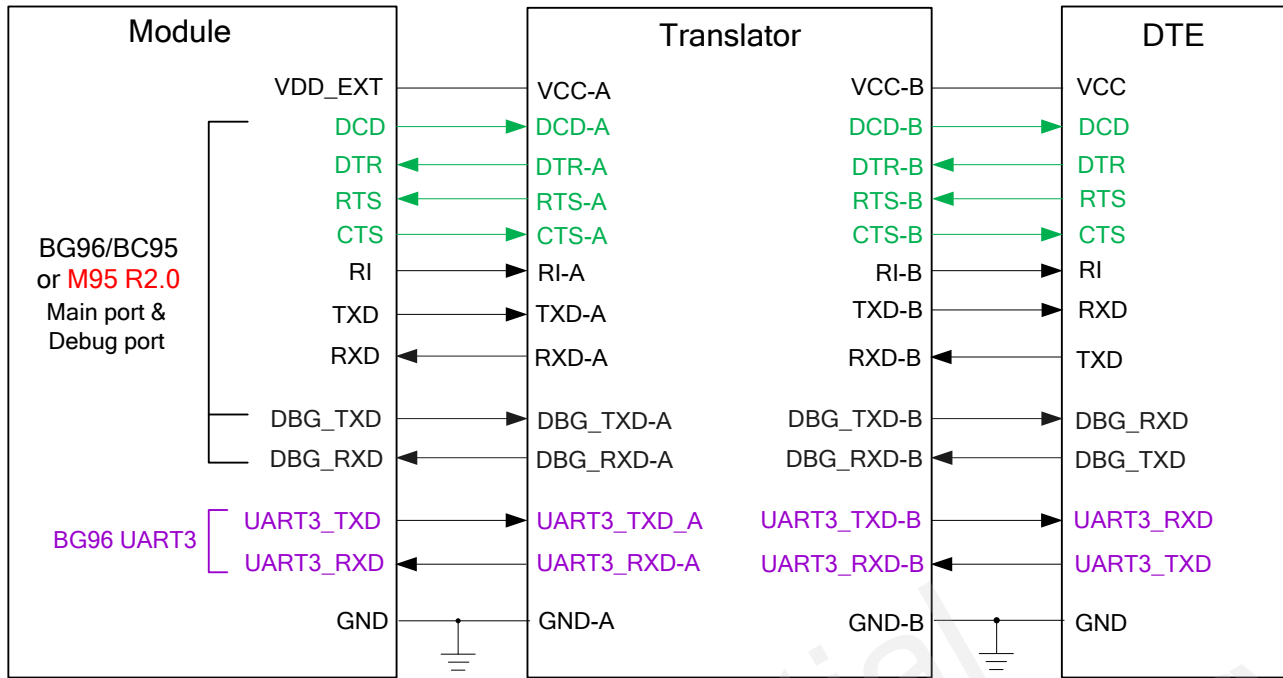 Module
Translator
DTE
VDD_EXT
VCC-A
VCC-B
VCC
DCD
DCD-A
DCD-B
DCD
DTR
DTR-A
DTR-B
DTR
RTS
RTS-A
RTS-B
RTS
CTS
CTS-A
CTS-B
CTS
BG96/BC95
or M95 R2.0
Main port &
Debug port
RI
RI-A
RI-B
RI
TXD
TXD-A
TXD-B
RXD
RXD
RXD-A
RXD-B
TXD
DBG_TXD
DBG_TXD-A
DBG_TXD-B
DBG_RXD
DBG_RXD
DBG_RXD-A
DBG_RXD-B
DBG_TXD
BG96 UART3
UART3_TXD
UART3_TXD_A
UART3_TXD-B
UART3_RXD
UART3_RXD
UART3_RXD-A
UART3_RXD-B
UART3_TXD
GND
GND-A
GND-B
GND